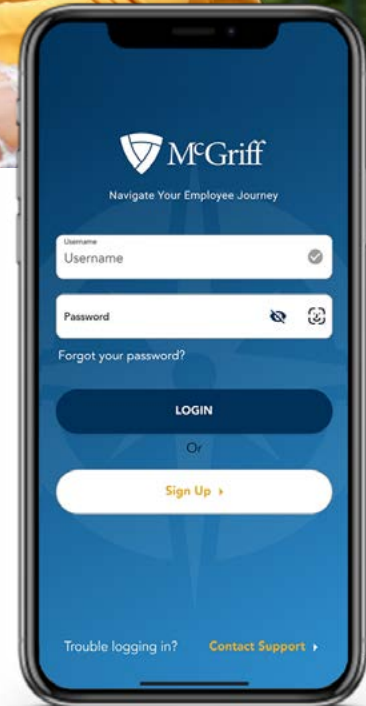 McGriff
Navigate Your Employee Journey
Username
Username
Password
Forgot your password?
LOGIN
Or
Sign Up
Trouble logging in? Contact Support